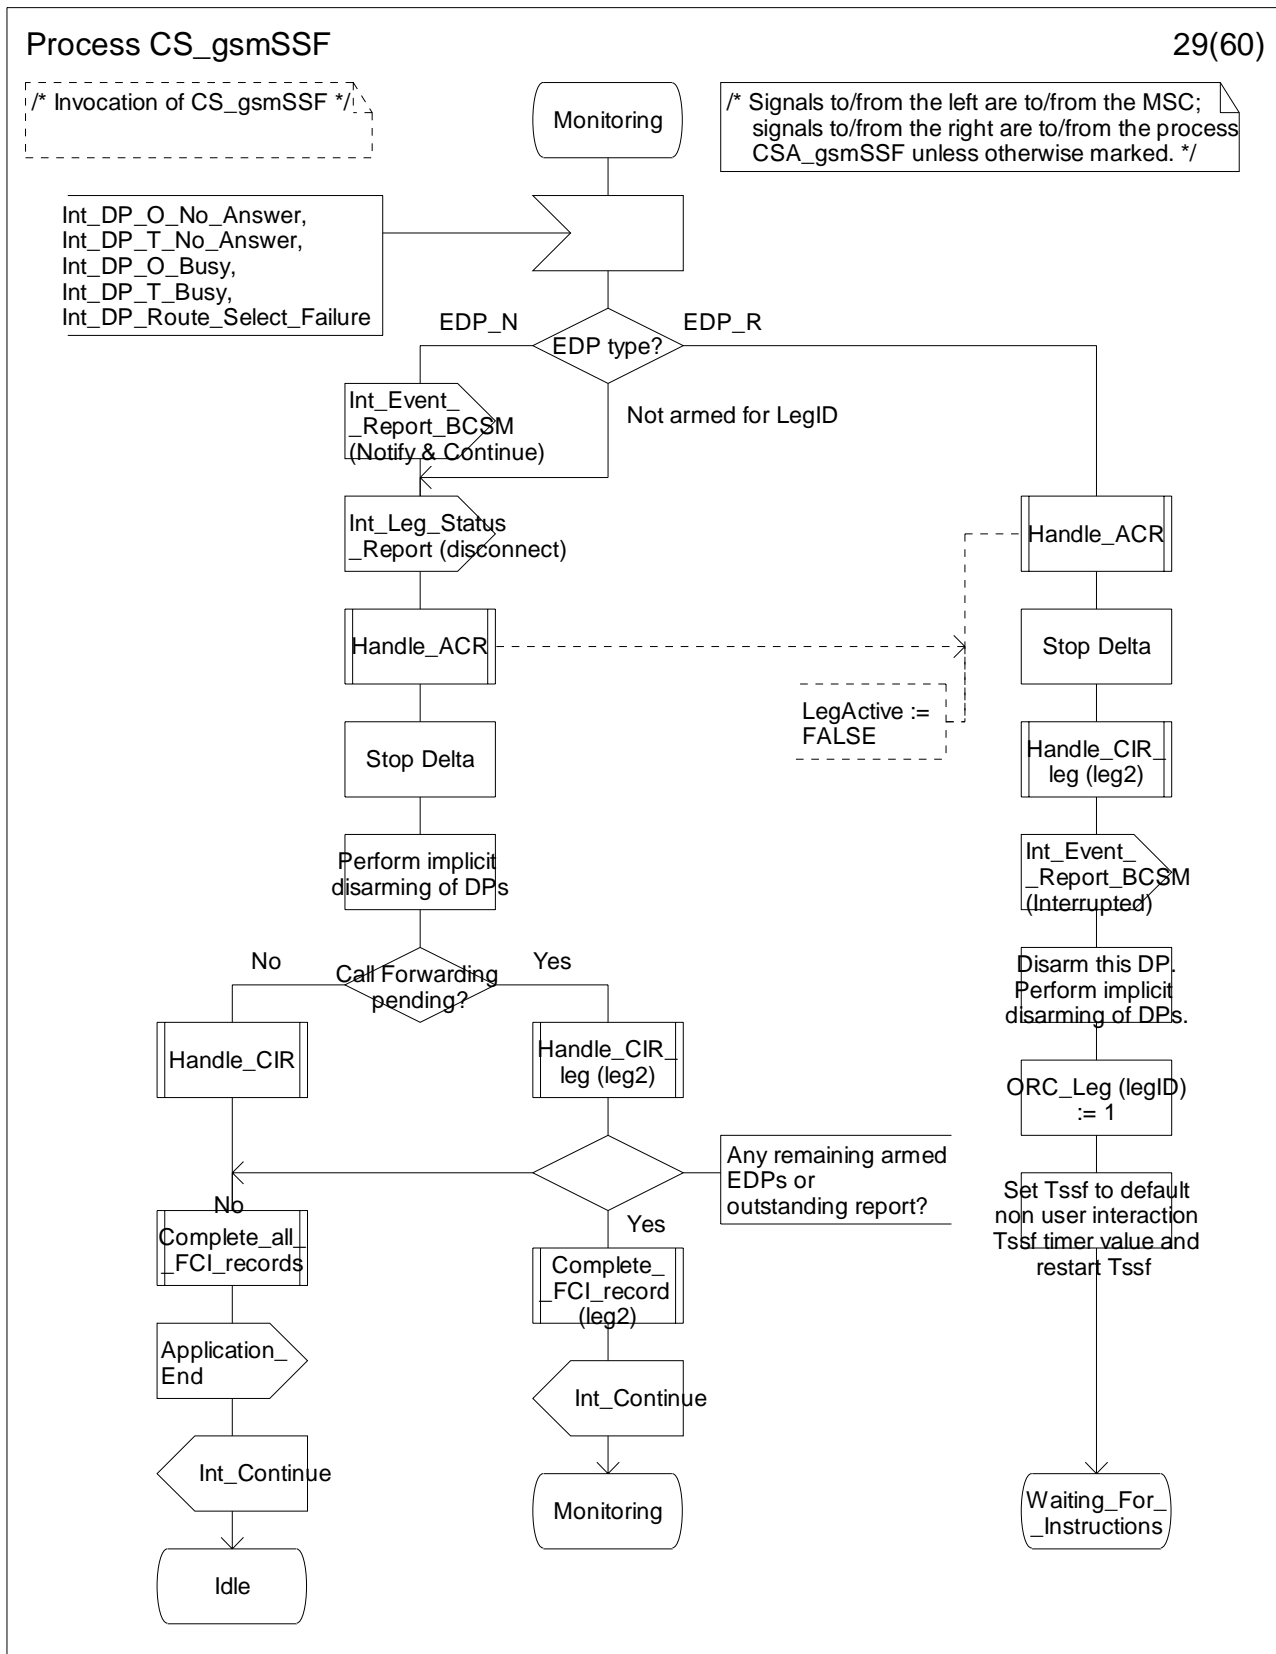 Process CS_gsmSSF
29(60)
/* Invocation of CS_gsmSSF */
Monitoring
/* Signals to/from the left are to/from the MSC;
signals to/from the right are to/from the process
CSA_gsmSSF unless otherwise marked. */
Int_DP_O_No_Answer,
Int_DP_T_No_Answer,
Int_DP_O_Busy,
Int_DP_T_Busy,
Int_DP_Route_Select_Failure
EDP_N
EDP type?
EDP_R
Int_Event_
_Report_BCSM
(Notify & Continue)
Not armed for LegID
Int_Leg_Status
_Report (disconnect)
Handle_ACR
Handle_ACR
Stop Delta
LegActive :=
FALSE
Stop Delta
Handle_CIR_
leg (leg2)
Perform implicit
disarming of DPs
Int_Event_
_Report_BCSM
(Interrupted)
No
Call Forwarding
pending?
Yes
Disarm this DP.
Perform implicit
disarming of DPs.
Handle_CIR
Handle_CIR_
leg (leg2)
ORC_Leg (legID)
:= 1
Any remaining armed
EDPs or
outstanding report?
No
Yes
Set Tssf to default
non user interaction
Tssf timer value and
restart Tssf
Complete_all_
_FCI_records
Complete_
_FCI_record
(leg2)
Application_
End
Int_Continue
Int_Continue
Monitoring
Waiting_For_
_Instructions
Idle